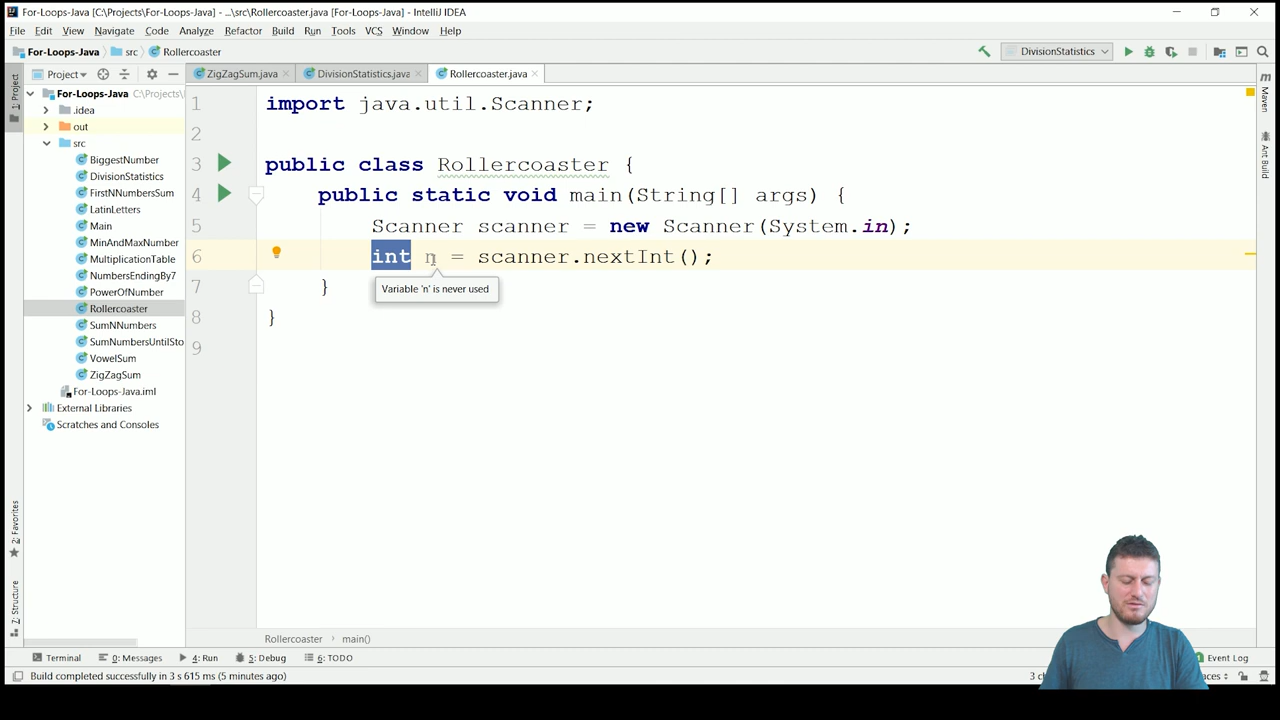 For-Loops-Java [C:\Projects\For-Loops-Java] - ...\src\Rollercoaster.java [For-Loops-Java] - IntelliJ IDEA
File Edit View Navigate Code Analyze Refactor Build Run Tools VCS Window Help
For-Loops-Java src Rollercoaster DivisionStatistics
Project ZigZagSum.java DivisionStatistics.java Rollercoaster.java
1: Project
Maven
Ant Build
For-Loops-Java C:\Projects\
.idea
out
src
BiggestNumber
DivisionStatistics
FirstNNumbersSum
LatinLetters
Main
MinAndMaxNumber
MultiplicationTable
NumbersEndingBy7
PowerOfNumber
Rollercoaster
SumNNumbers
SumNumbersUntilSto
VowelSum
ZigZagSum
For-Loops-Java.iml
External Libraries
Scratches and Consoles
1 import java.util.Scanner;
2
3 public class Rollercoaster {
4 public static void main(String[] args) {
5 Scanner scanner = new Scanner(System.in);
6 int n = scanner.nextInt();
7 }
8 }
9
Variable 'n' is never used
2: Favorites
7: Structure
Rollercoaster main()
Terminal 0: Messages 4: Run 5: Debug 6: TODO Event Log
Build completed successfully in 3 s 615 ms (5 minutes ago) 3 ch